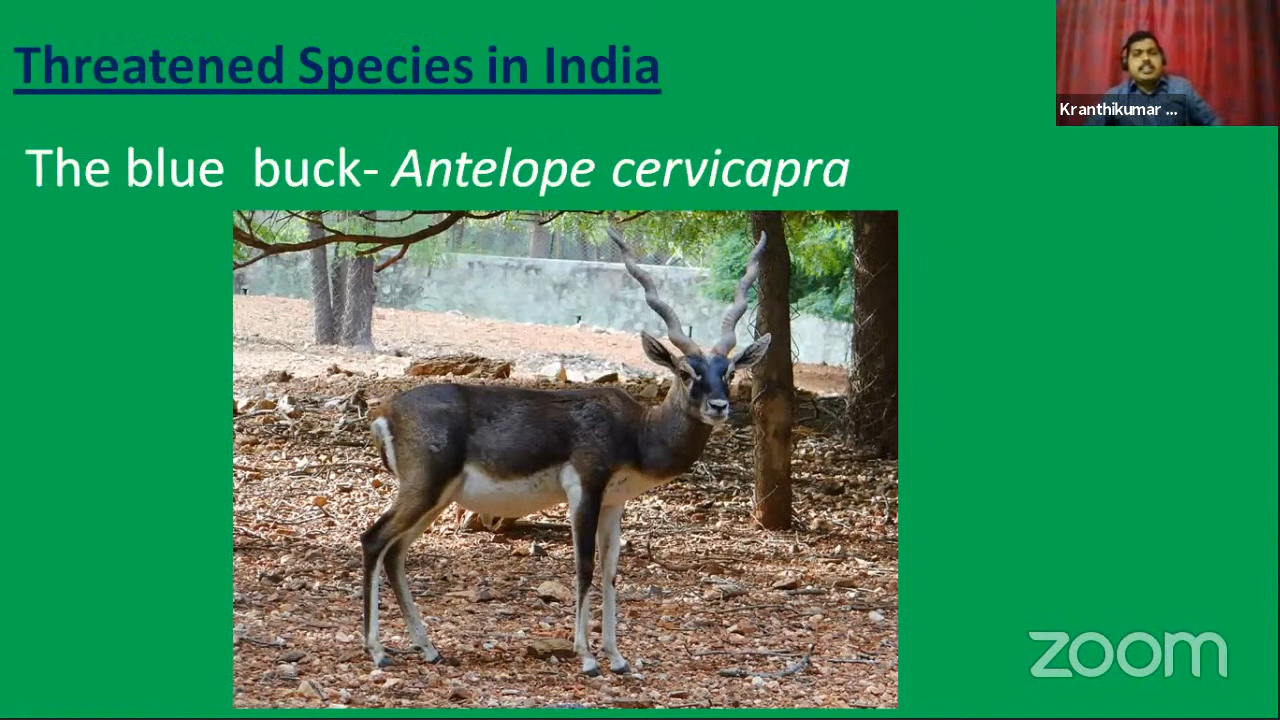 Threatened Species in India
Kranthikumar ...
The blue buck- Antelope cervicapra
zoom